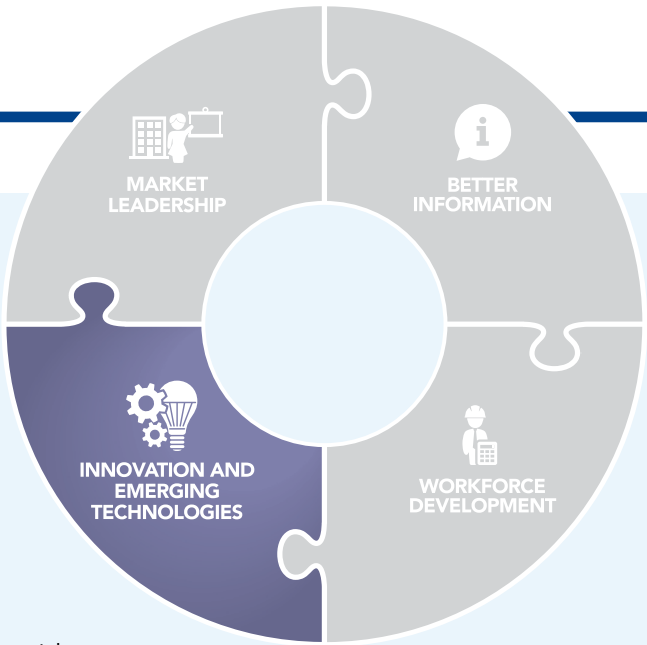 MARKET
LEADERSHIP
BETTER
INFORMATION
INNOVATION AND
EMERGING
TECHNOLOGIES
WORKFORCE
DEVELOPMENT